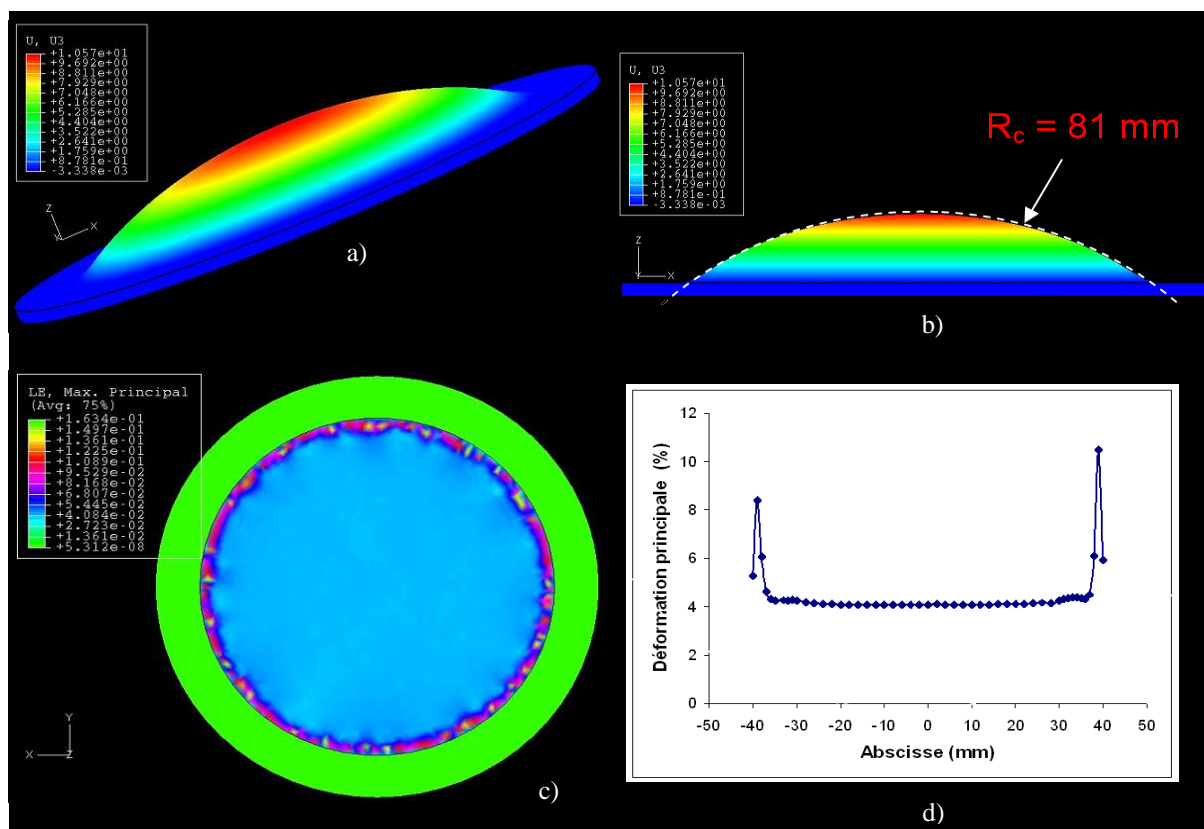 U, U3
+1.057e+01
+9.692e+00
+8.811e+00
+7.929e+00
+7.048e+00
+6.166e+00
+5.284e+00
+4.404e+00
+3.522e+00
+2.641e+00
+1.759e+00
+8.781e-01
-3.338e-03
Z
Y
X
a)
U, U3
+1.057e+01
+9.692e+00
+8.811e+00
+7.929e+00
+7.048e+00
+6.166e+00
+5.285e+00
+4.404e+00
+3.522e+00
+2.641e+00
+1.759e+00
+8.781e-01
-3.338e-03
Rc = 81 mm
Z
Y
X
b)
LE, Max. Principal
(Avg: 75%)
+1.634e-01
+1.497e-01
+1.361e-01
+1.225e-01
+1.089e-01
+9.529e-02
+8.168e-02
+6.807e-02
+5.445e-02
+4.084e-02
+2.723e-02
+1.361e-02
+5.312e-08
Y
X
Z
c)
12
10
8
6
4
2
0
-50 -40 -30 -20 -10 0 10 20 30 40 50
Déformation principale (%)
Abscisse (mm)
d)